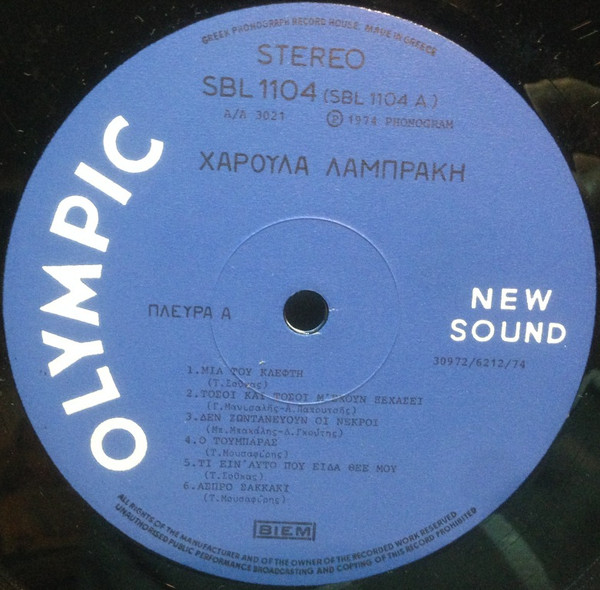 GREEK PHONOGRAPH RECORD HOUSE. MADE IN GREECE
STEREO
SBL 1104 (SBL 1104 A)
Α/Α 3021 Ⓟ 1974 PHONOGRAM
ΧΑΡΟΥΛΑ ΛΑΜΠΡΑΚΗ
OLYMPIC
NEW
SOUND
ΠΛΕΥΡΑ Α
30972/6212/74
1.ΜΙΑ ΤΟΥ ΚΛΕΦΤΗ
2.ΤΟΣΟΙ ΚΑΙ ΤΟΣΟΙ Μ'ΕΧΟΥΝ ΞΕΧΑΣΕΙ
3.ΔΕΝ ΖΩΝΤΑΝΕΥΟΥΝ ΟΙ ΝΕΚΡΟΙ
4.Ο ΤΟΥΜΠΑΡΑΣ
(Τ.Μουσαφύρης)
5.ΤΙ ΕΙΝ'ΑΥΤΟ ΠΟΥ ΕΙΔΑ ΘΕΕ ΜΟΥ
(Τ.Σούκας)
6.ΑΣΠΡΟ ΣΑΚΚΑΚΙ
(Τ.Μουσαφύρης)
BIEM
ALL RIGHTS OF THE MANUFACTURER AND OF THE OWNER OF THE RECORDED WORK RESERVED
UNAUTHORISED PUBLIC PERFORMANCE BROADCASTING AND COPYING OF THIS RECORD PROHIBITED